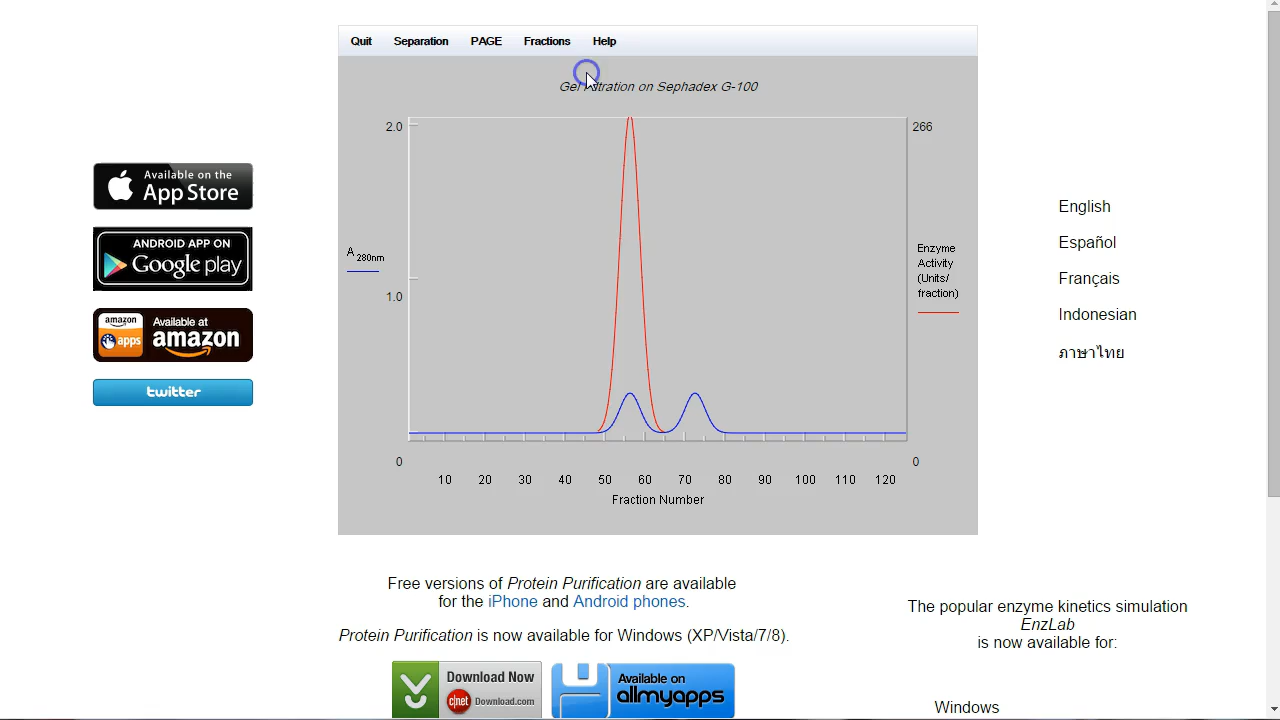 Quit Separation PAGE Fractions Help
Gel Filtration on Sephadex G-100
2.0
266
Available on the
App Store
English
ANDROID APP ON
Google play
Español
A 280nm
Enzyme
Activity
(Units/
fraction)
Français
1.0
Indonesian
amazon
apps
Available at
amazon
ภาษาไทย
twitter
0
0
10 20 30 40 50 60 70 80 90 100 110 120
Fraction Number
Free versions of Protein Purification are available
for the iPhone and Android phones.
Protein Purification is now available for Windows (XP/Vista/7/8).
The popular enzyme kinetics simulation
EnzLab
is now available for:
Download Now
c|net Download.com
Available on
allmyapps
Windows